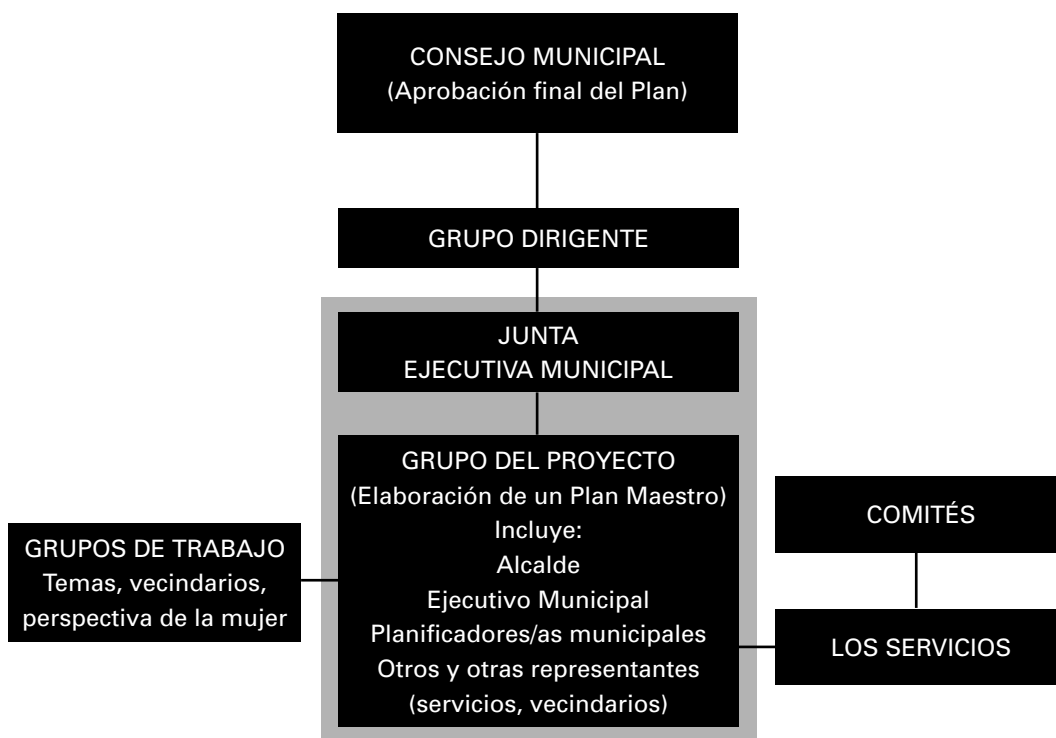 CONSEJO MUNICIPAL
(Aprobación final del Plan)
GRUPO DIRIGENTE
JUNTA
EJECUTIVA MUNICIPAL
GRUPO DEL PROYECTO
(Elaboración de un Plan Maestro)
Incluye:
Alcalde
Ejecutivo Municipal
Planificadores/as municipales
Otros y otras representantes
(servicios, vecindarios)
GRUPOS DE TRABAJO
Temas, vecindarios,
perspectiva de la mujer
COMITÉS
LOS SERVICIOS